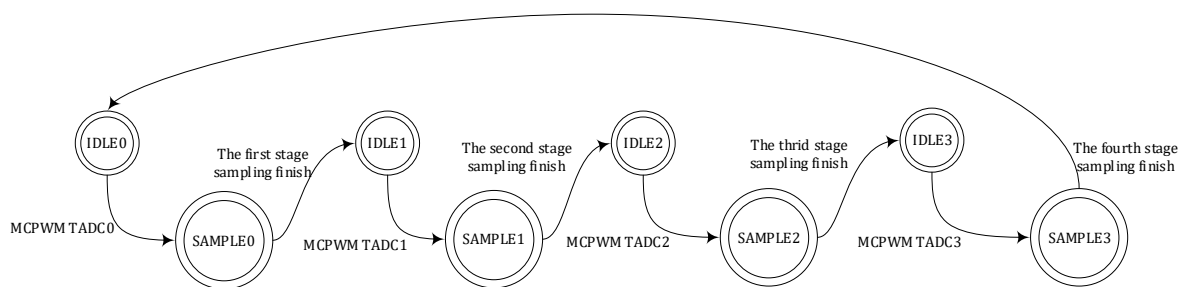 IDLE0
IDLE1
IDLE2
IDLE3
The first stage
sampling finish
The second stage
sampling finish
The thrid stage
sampling finish
The fourth stage
sampling finish
MCPWM TADC0
SAMPLE0
MCPWM TADC1
SAMPLE1
MCPWM TADC2
SAMPLE2
MCPWM TADC3
SAMPLE3